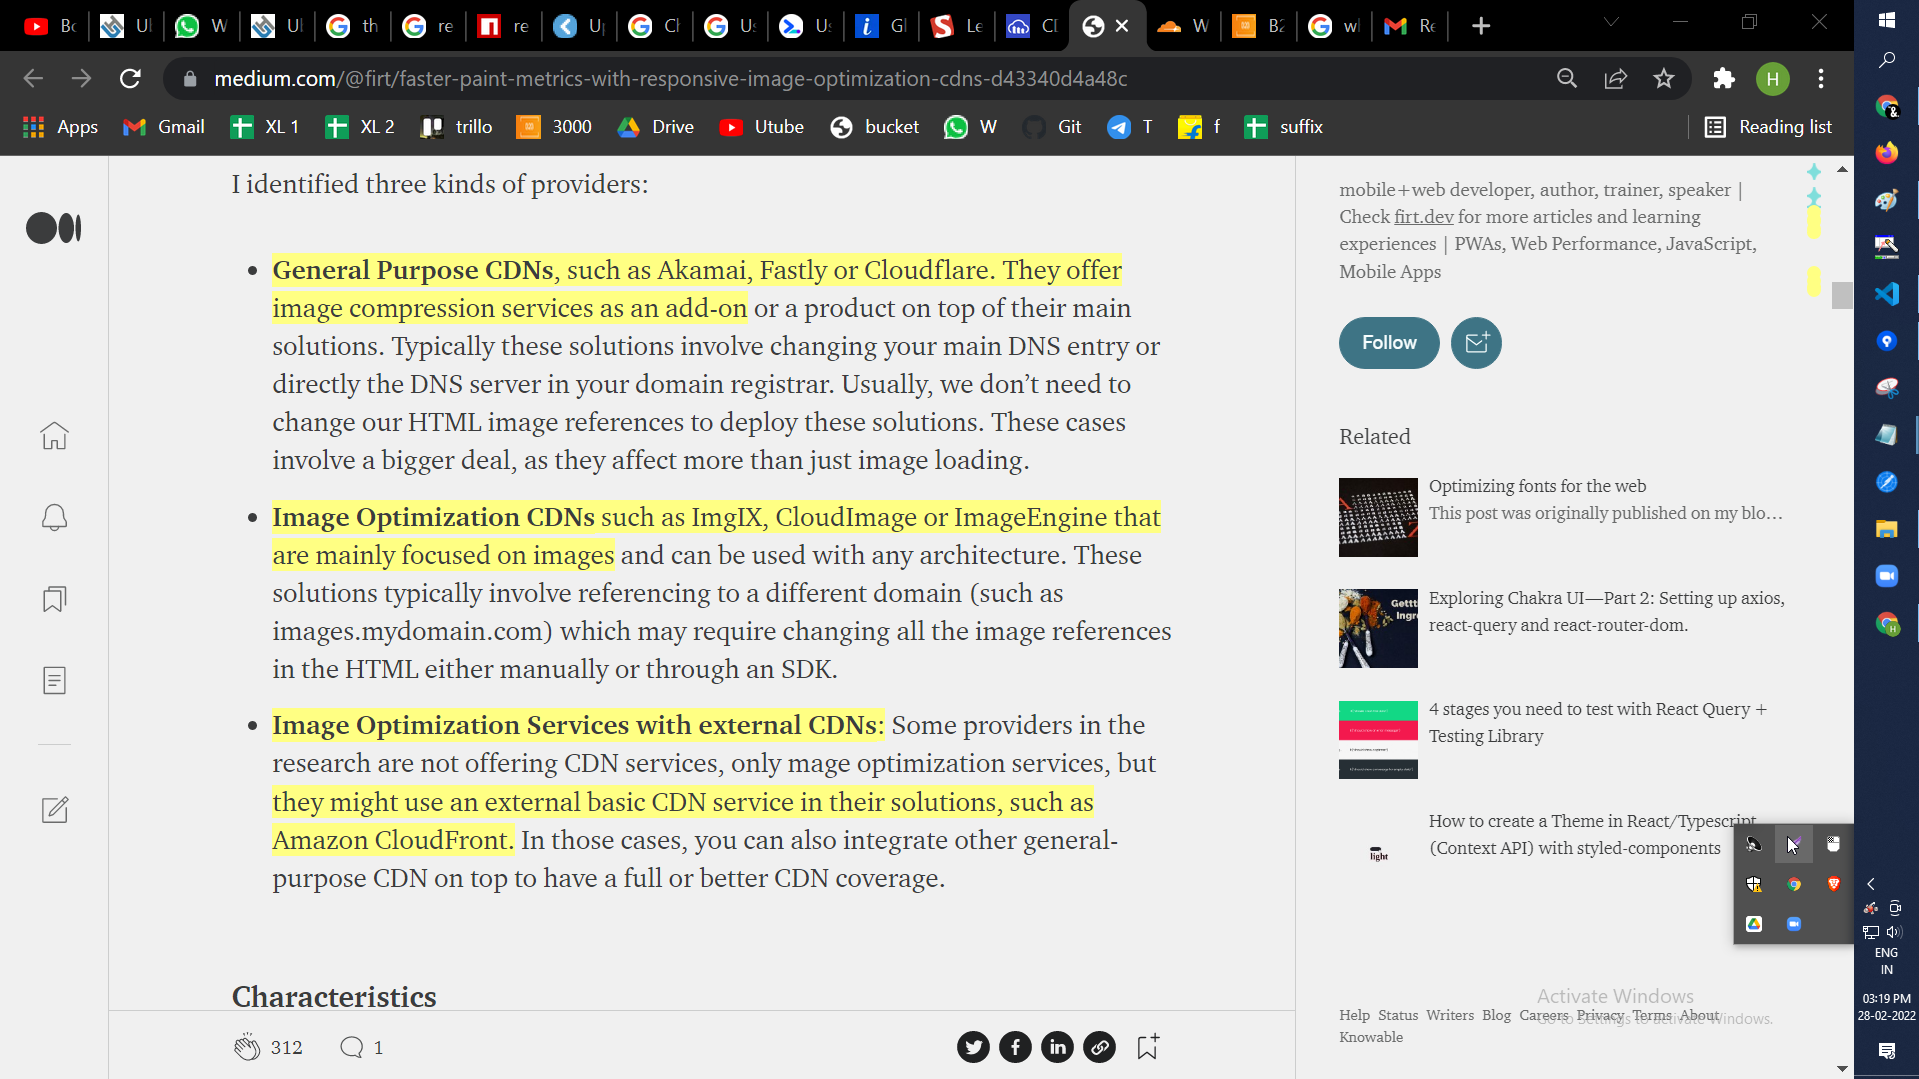 Bc
Ul
W
Ul
th
re
re
Up
Cl
Us
Us
Gl
Le
CI
W
B2
wl
Re
medium.com/@firt/faster-paint-metrics-with-responsive-image-optimization-cdns-d43340d4a48c
H
Apps
Gmail
XL 1
XL 2
trillo
3000
Drive
Utube
bucket
W
Git
T
f
suffix
Reading list
I identified three kinds of providers:
General Purpose CDNs, such as Akamai, Fastly or Cloudflare. They offer
image compression services as an add-on or a product on top of their main
solutions. Typically these solutions involve changing your main DNS entry or
directly the DNS server in your domain registrar. Usually, we don’t need to
change our HTML image references to deploy these solutions. These cases
involve a bigger deal, as they affect more than just image loading.
Image Optimization CDNs such as ImgIX, CloudImage or ImageEngine that
are mainly focused on images and can be used with any architecture. These
solutions typically involve referencing to a different domain (such as
images.mydomain.com) which may require changing all the image references
in the HTML either manually or through an SDK.
Image Optimization Services with external CDNs: Some providers in the
research are not offering CDN services, only mage optimization services, but
they might use an external basic CDN service in their solutions, such as
Amazon CloudFront. In those cases, you can also integrate other general-
purpose CDN on top to have a full or better CDN coverage.
Characteristics
312
1
mobile+web developer, author, trainer, speaker |
Check firt.dev for more articles and learning
experiences | PWAs, Web Performance, JavaScript,
Mobile Apps
Follow
Related
Optimizing fonts for the web
This post was originally published on my blo…
Exploring Chakra UI—Part 2: Setting up axios,
react-query and react-router-dom.
4 stages you need to test with React Query +
Testing Library
How to create a Theme in React/Typescript
(Context API) with styled-components
light
Activate Windows
Go to Settings to activate Windows.
Help Status Writers Blog Careers Privacy Terms About
Knowable
ENG
IN
03:19 PM
28-02-2022